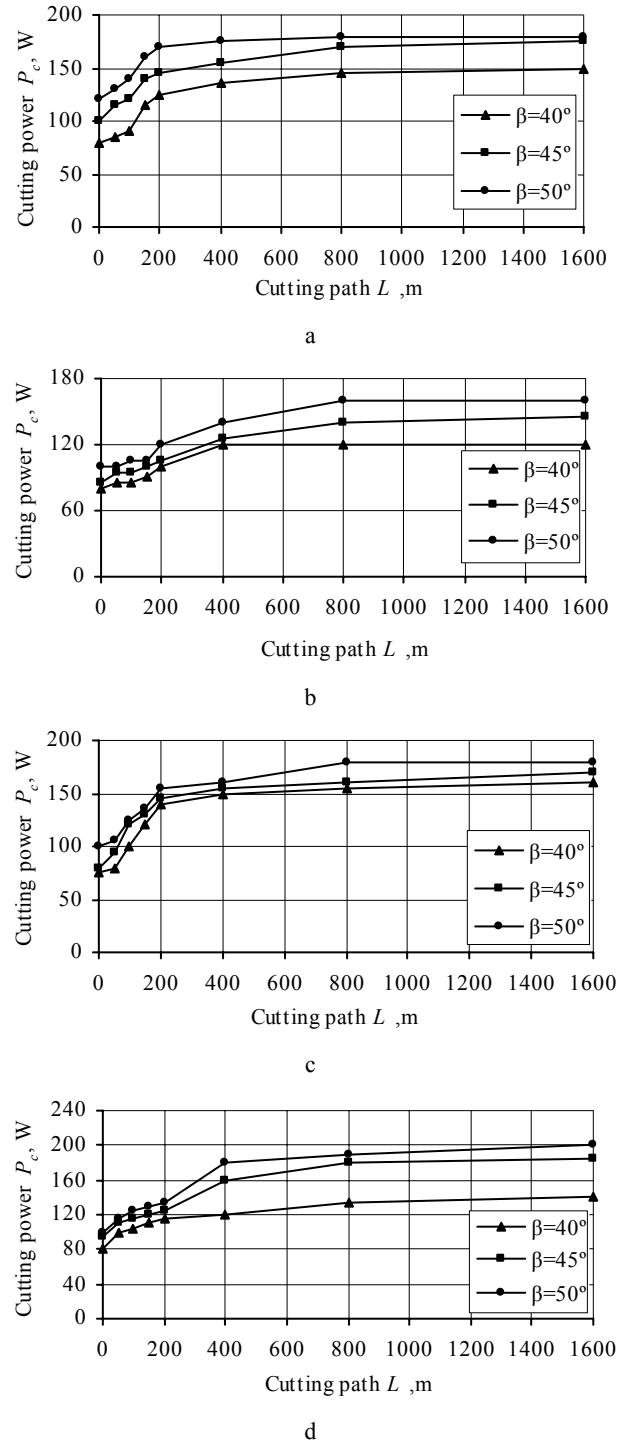 Cutting power P_c, W
200
150
100
50
0
β=40º
β=45º
β=50º
0 200 400 600 800 1000 1200 1400 1600
Cutting path L ,m
a
Cutting power P_c, W
180
120
60
0
β=40º
β=45º
β=50º
0 200 400 600 800 1000 1200 1400 1600
Cutting path L ,m
b
Cutting power P_c, W
200
150
100
50
0
β=40º
β=45º
β=50º
0 200 400 600 800 1000 1200 1400 1600
Cutting path L ,m
c
Cutting power P_c, W
240
200
160
120
80
40
0
β=40º
β=45º
β=50º
0 200 400 600 800 1000 1200 1400 1600
Cutting path L ,m
d